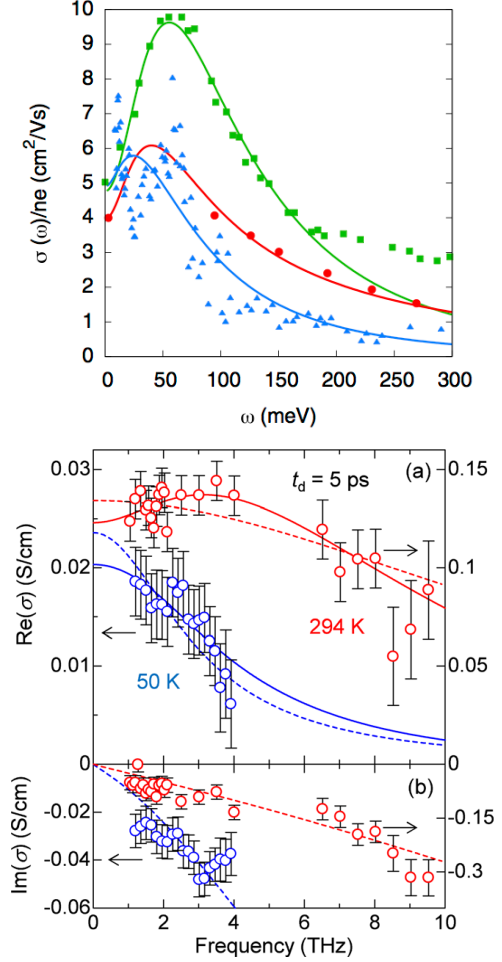 10
9
8
7
6
5
4
3
2
1
0
σ (ω)/ne (cm²/Vs)
0 50 100 150 200 250 300
ω (meV)
(a)
t_d = 5 ps
0.03
0.02
0.01
0
Re(σ) (S/cm)
0.15
0.10
0.05
0
294 K
50 K
(b)
-0.02
-0.04
-0.06
Im(σ) (S/cm)
-0.15
-0.3
0 2 4 6 8 10
Frequency (THz)